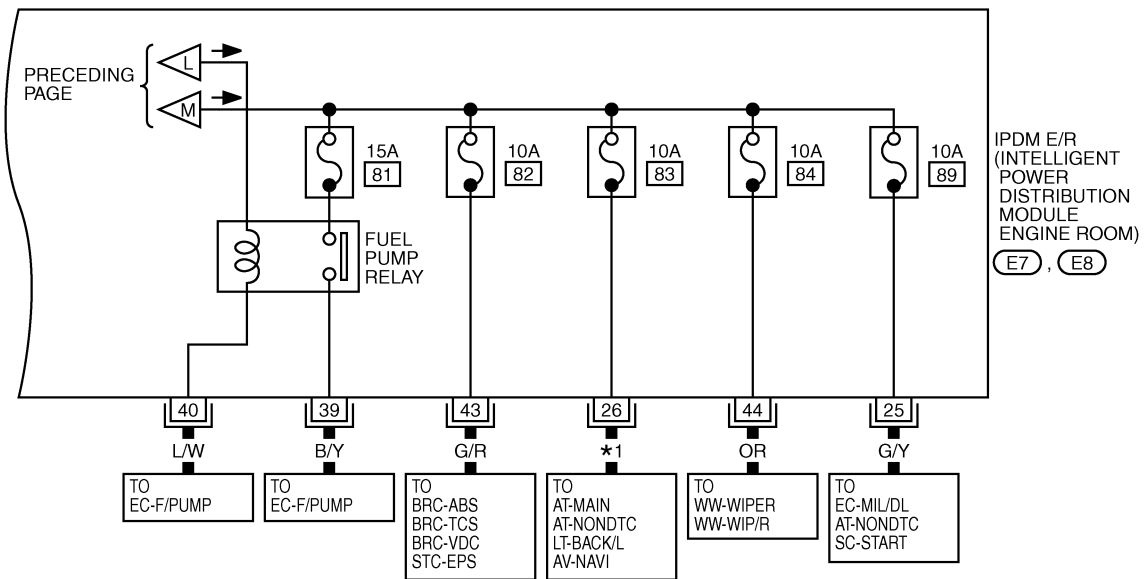 PRECEDING
PAGE
L
M
15A
81
10A
82
10A
83
10A
84
10A
89
IPDM E/R
(INTELLIGENT
POWER
DISTRIBUTION
MODULE
ENGINE ROOM)
E7 , E8
FUEL
PUMP
RELAY
40
39
43
26
44
25
L/W
B/Y
G/R
★1
OR
G/Y
TO
EC-F/PUMP
TO
EC-F/PUMP
TO
BRC-ABS
BRC-TCS
BRC-VDC
STC-EPS
TO
AT-MAIN
AT-NONDTC
LT-BACK/L
AV-NAVI
TO
WW-WIPER
WW-WIP/R
TO
EC-MIL/DL
AT-NONDTC
SC-START